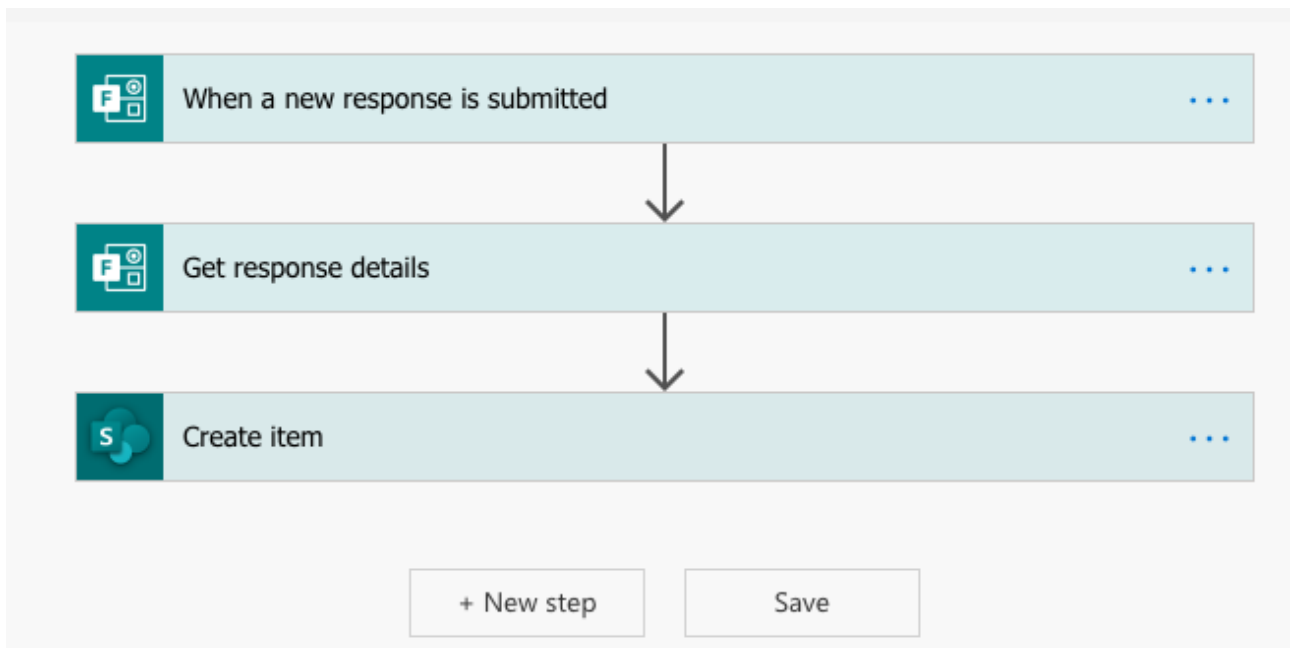 F
When a new response is submitted
...
F
Get response details
...
S
Create item
...
+ New step
Save